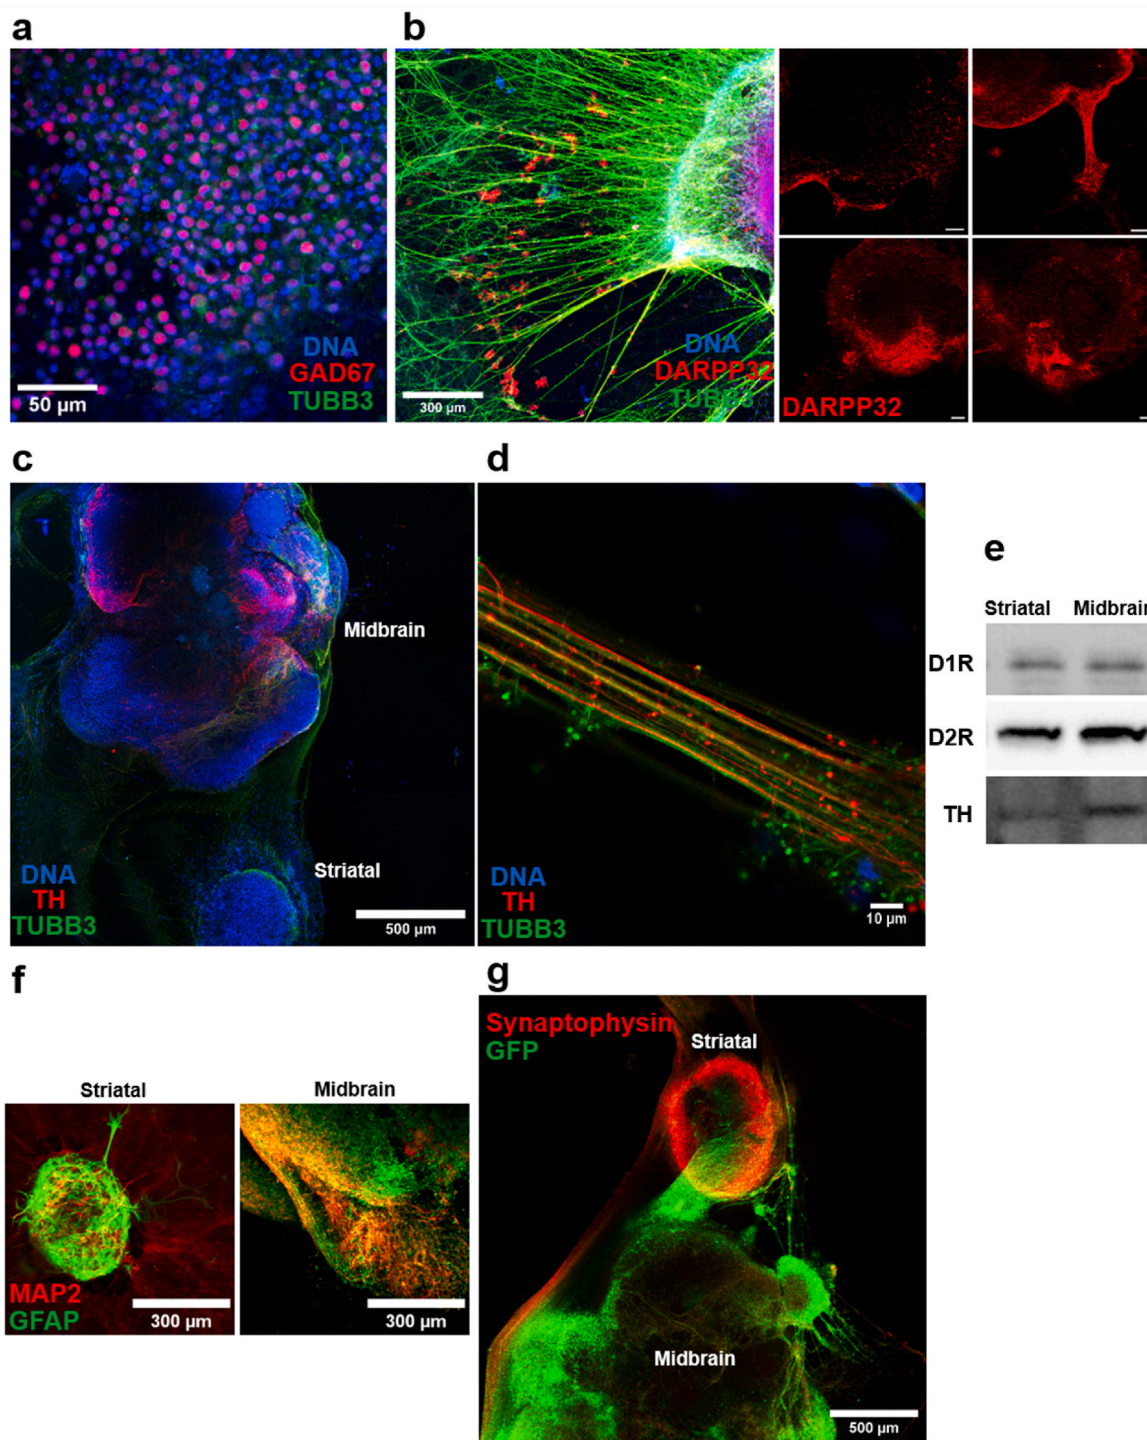 a
DNA
GAD67
TUBB3
50 µm
b
DNA
DARPP32
TUBB3
300 µm
DARPP32
c
Midbrain
Striatal
DNA
TH
TUBB3
500 µm
d
DNA
TH
TUBB3
10 µm
e
Striatal Midbrain
D1R
D2R
TH
f
Striatal
MAP2
GFAP
300 µm
Midbrain
300 µm
g
Synaptophysin
GFP
Striatal
Midbrain
500 µm